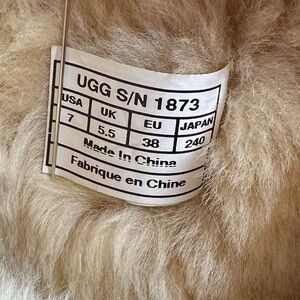 UGG S/N 1873
USA UK EU JAPAN
7 5.5 38 240
Made In China
Fabrique en Chine